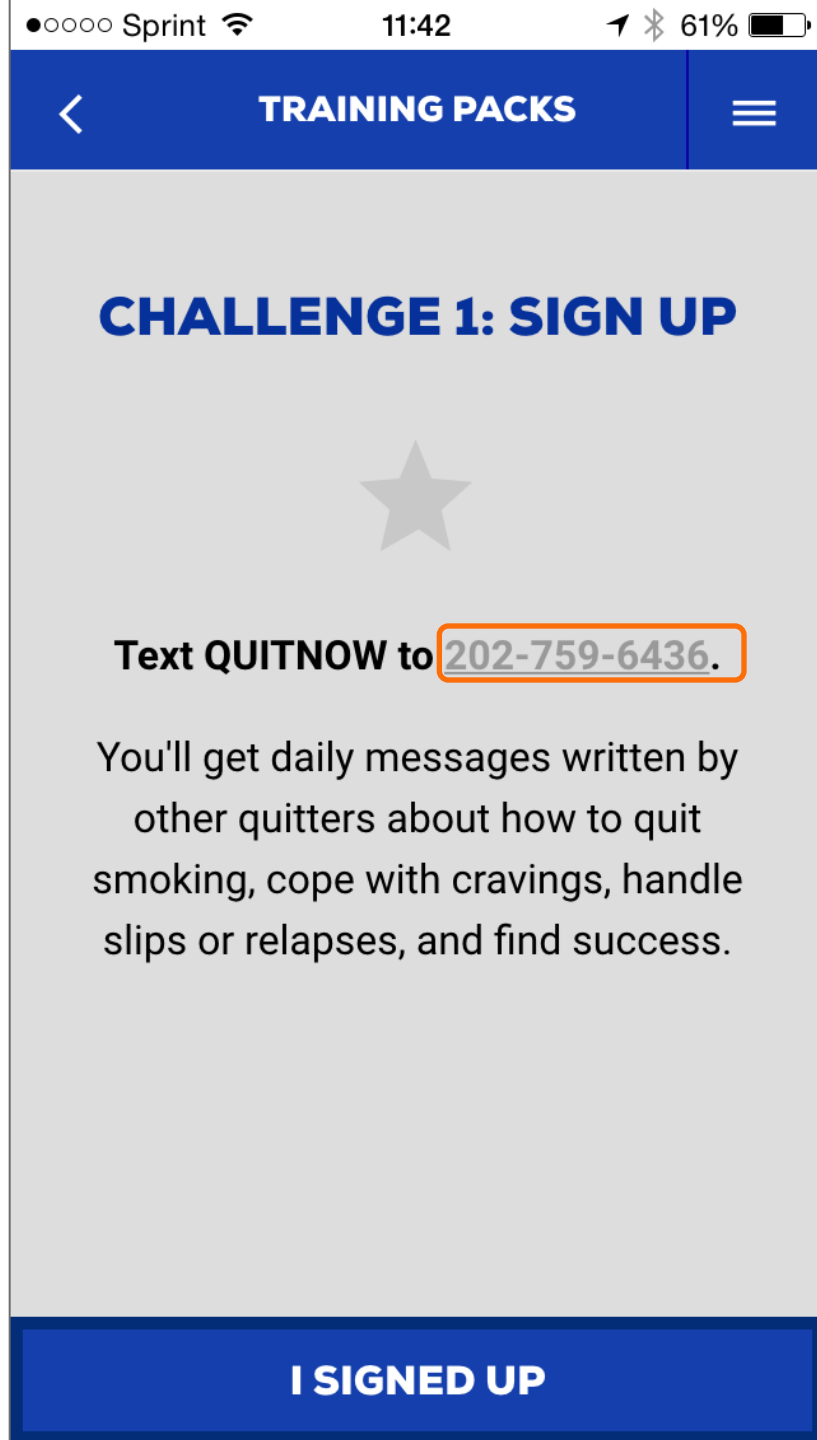 Sprint 11:42 61%
TRAINING PACKS
CHALLENGE 1: SIGN UP
Text QUITNOW to 202-759-6436.
You'll get daily messages written by
other quitters about how to quit
smoking, cope with cravings, handle
slips or relapses, and find success.
I SIGNED UP